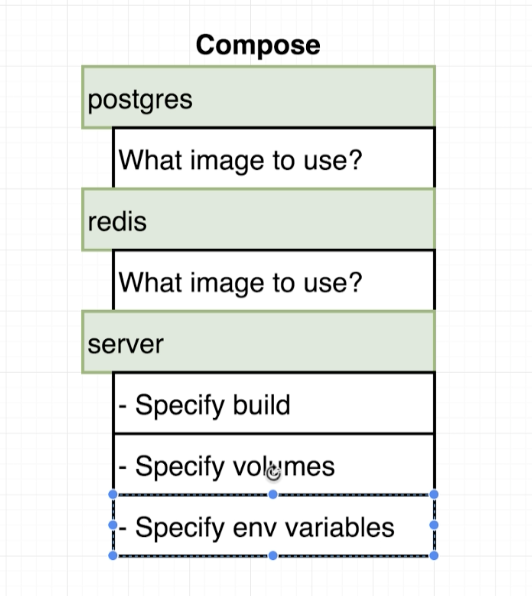 Compose
postgres
What image to use?
redis
What image to use?
server
- Specify build
- Specify volumes
- Specify env variables